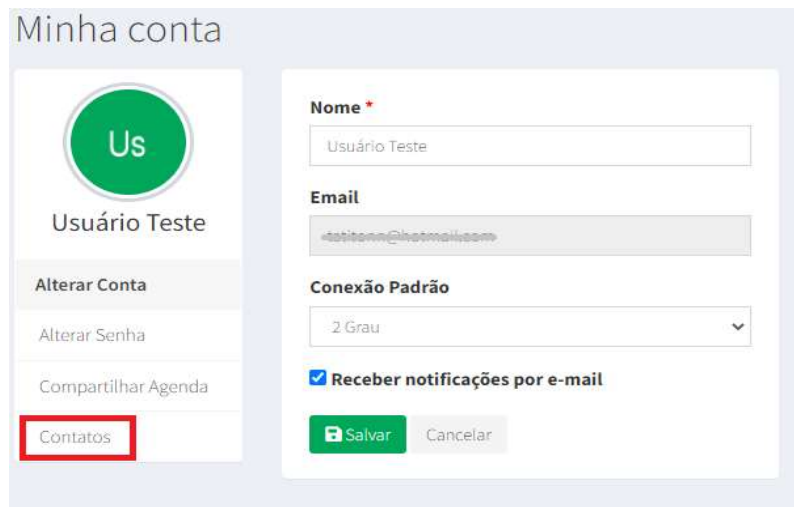 Minha conta
Us
Usuário Teste
Alterar Conta
Alterar Senha
Compartilhar Agenda
Contatos
Nome *
Usuário Teste
Email
Conexão Padrão
2 Grau
Receber notificações por e-mail
Salvar
Cancelar